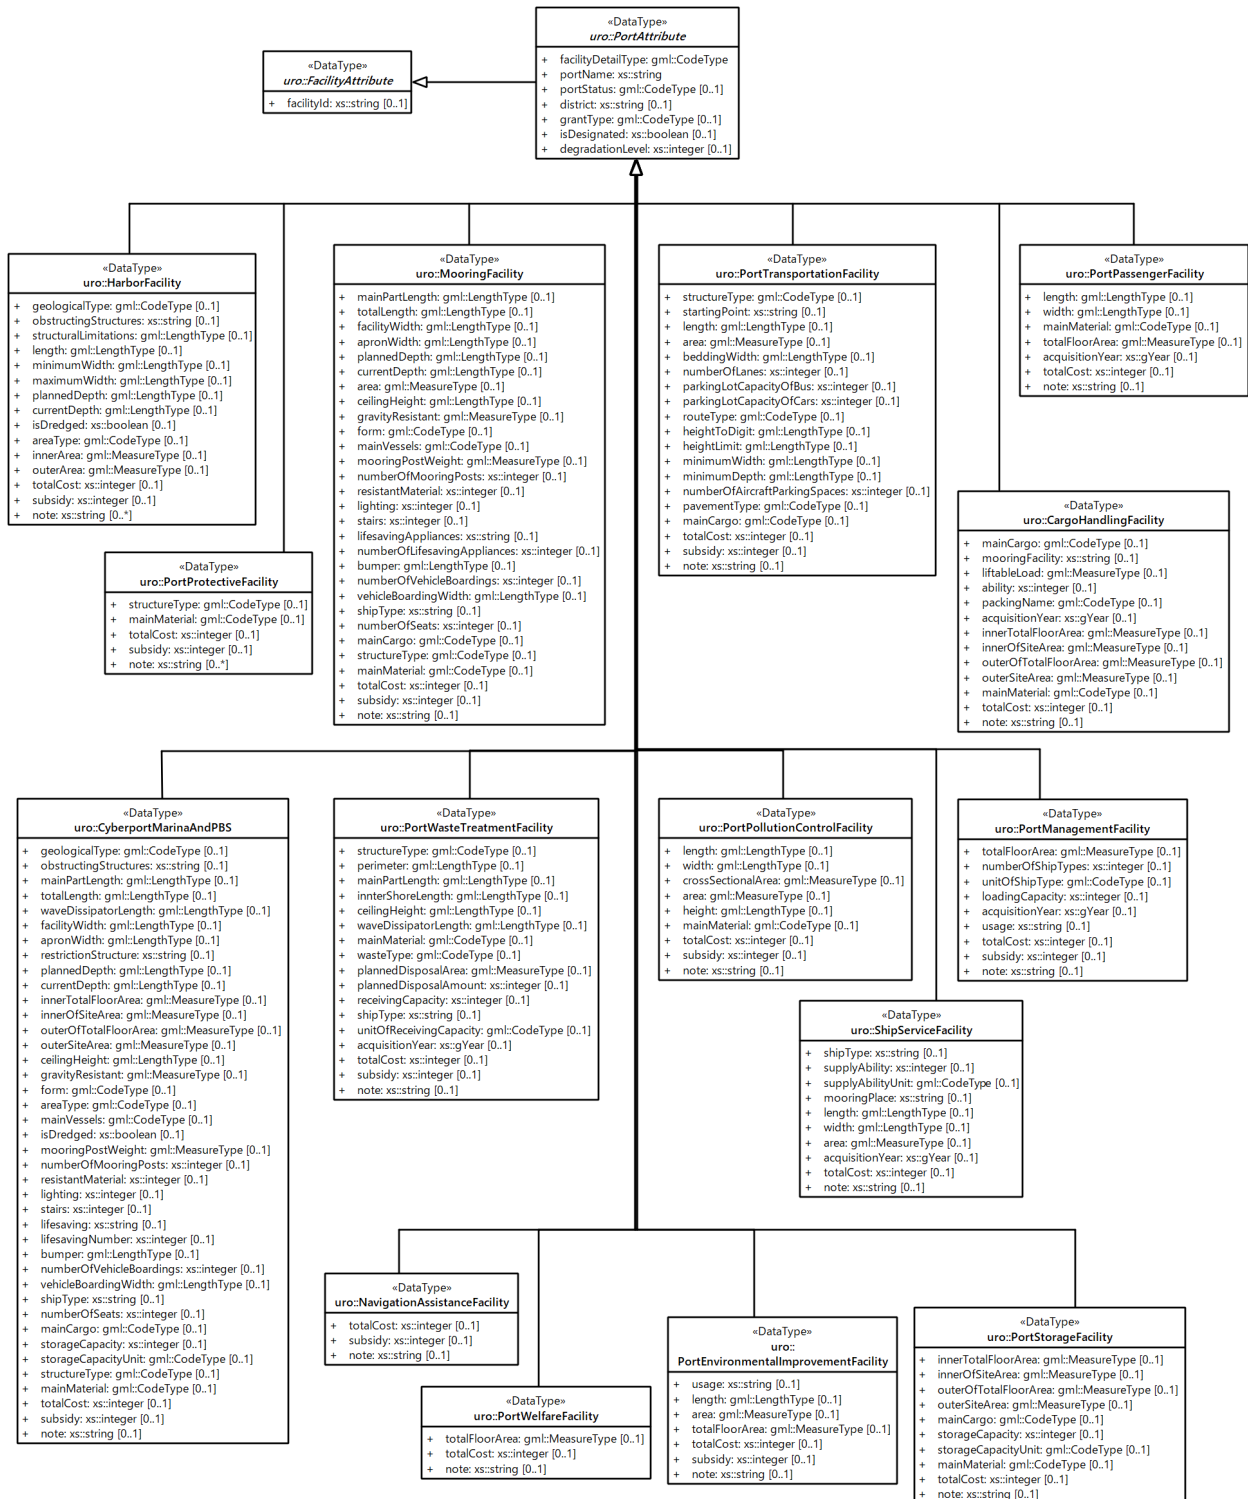 «DataType»
uro::PortAttribute
+ facilityDetailType: gml::CodeType
+ portName: xs::string
+ portStatus: gml::CodeType [0..1]
+ district: xs::string [0..1]
+ grantType: gml::CodeType [0..1]
+ isDesignated: xs::boolean [0..1]
+ degradationLevel: xs::integer [0..1]
«DataType»
uro::FacilityAttribute
+ facilityId: xs::string [0..1]
«DataType»
uro::HarborFacility
+ geologicalType: gml::CodeType [0..1]
+ obstructingStructures: xs::string [0..1]
+ structuralLimitations: gml::LengthType [0..1]
+ length: gml::LengthType [0..1]
+ minimumWidth: gml::LengthType [0..1]
+ maximumWidth: gml::LengthType [0..1]
+ plannedDepth: gml::LengthType [0..1]
+ currentDepth: gml::LengthType [0..1]
+ isDredged: xs::boolean [0..1]
+ areaType: gml::CodeType [0..1]
+ innerArea: gml::MeasureType [0..1]
+ outerArea: gml::MeasureType [0..1]
+ totalCost: xs::integer [0..1]
+ subsidy: xs::integer [0..1]
+ note: xs::string [0..*]
«DataType»
uro::PortProtectiveFacility
+ structureType: gml::CodeType [0..1]
+ mainMaterial: gml::CodeType [0..1]
+ totalCost: xs::integer [0..1]
+ subsidy: xs::integer [0..1]
+ note: xs::string [0..*]
«DataType»
uro::MooringFacility
+ mainPartLength: gml::LengthType [0..1]
+ totalLength: gml::LengthType [0..1]
+ facilityWidth: gml::LengthType [0..1]
+ apronWidth: gml::LengthType [0..1]
+ plannedDepth: gml::LengthType [0..1]
+ currentDepth: gml::LengthType [0..1]
+ area: gml::MeasureType [0..1]
+ ceilingHeight: gml::LengthType [0..1]
+ gravityResistant: gml::MeasureType [0..1]
+ form: gml::CodeType [0..1]
+ mainVessels: gml::CodeType [0..1]
+ mooringPostWeight: gml::MeasureType [0..1]
+ numberOfMooringPosts: xs::integer [0..1]
+ resistantMaterial: xs::integer [0..1]
+ lighting: xs::integer [0..1]
+ stairs: xs::integer [0..1]
+ lifesavingAppliances: xs::string [0..1]
+ numberOfLifesavingAppliances: xs::integer [0..1]
+ bumper: gml::LengthType [0..1]
+ numberOfVehicleBoardings: xs::integer [0..1]
+ vehicleBoardingWidth: gml::LengthType [0..1]
+ shipType: xs::string [0..1]
+ numberOfSeats: xs::integer [0..1]
+ mainCargo: gml::CodeType [0..1]
+ structureType: gml::CodeType [0..1]
+ mainMaterial: gml::CodeType [0..1]
+ totalCost: xs::integer [0..1]
+ subsidy: xs::integer [0..1]
+ note: xs::string [0..1]
«DataType»
uro::PortTransportationFacility
+ structureType: gml::CodeType [0..1]
+ startingPoint: xs::string [0..1]
+ length: gml::LengthType [0..1]
+ area: gml::MeasureType [0..1]
+ beddingWidth: gml::LengthType [0..1]
+ numberOfLanes: xs::integer [0..1]
+ parkingLotCapacityOfBus: xs::integer [0..1]
+ parkingLotCapacityOfCars: xs::integer [0..1]
+ routeType: gml::CodeType [0..1]
+ heightToDigit: gml::LengthType [0..1]
+ heightLimit: gml::LengthType [0..1]
+ minimumWidth: gml::LengthType [0..1]
+ minimumDepth: gml::LengthType [0..1]
+ numberOfAircraftParkingSpaces: xs::integer [0..1]
+ pavementType: gml::CodeType [0..1]
+ mainCargo: gml::CodeType [0..1]
+ totalCost: xs::integer [0..1]
+ subsidy: xs::integer [0..1]
+ note: xs::string [0..1]
«DataType»
uro::PortPassengerFacility
+ length: gml::LengthType [0..1]
+ width: gml::LengthType [0..1]
+ mainMaterial: gml::CodeType [0..1]
+ totalFloorArea: gml::MeasureType [0..1]
+ acquisitionYear: xs::gYear [0..1]
+ totalCost: xs::integer [0..1]
+ note: xs::string [0..1]
«DataType»
uro::CargoHandlingFacility
+ mainCargo: gml::CodeType [0..1]
+ mooringFacility: xs::string [0..1]
+ liftableLoad: gml::MeasureType [0..1]
+ ability: xs::integer [0..1]
+ packingName: gml::CodeType [0..1]
+ acquisitionYear: xs::gYear [0..1]
+ innerTotalFloorArea: gml::MeasureType [0..1]
+ innerOfSiteArea: gml::MeasureType [0..1]
+ outerOfTotalFloorArea: gml::MeasureType [0..1]
+ outerSiteArea: gml::MeasureType [0..1]
+ mainMaterial: gml::CodeType [0..1]
+ totalCost: xs::integer [0..1]
+ note: xs::string [0..1]
«DataType»
uro::CyberportMarinaAndPBS
+ geologicalType: gml::CodeType [0..1]
+ obstructingStructures: xs::string [0..1]
+ mainPartLength: gml::LengthType [0..1]
+ totalLength: gml::LengthType [0..1]
+ waveDissipatorLength: gml::LengthType [0..1]
+ facilityWidth: gml::LengthType [0..1]
+ apronWidth: gml::LengthType [0..1]
+ restrictionStructure: xs::string [0..1]
+ plannedDepth: gml::LengthType [0..1]
+ currentDepth: gml::LengthType [0..1]
+ innerTotalFloorArea: gml::MeasureType [0..1]
+ innerOfSiteArea: gml::MeasureType [0..1]
+ outerOfTotalFloorArea: gml::MeasureType [0..1]
+ outerSiteArea: gml::MeasureType [0..1]
+ ceilingHeight: gml::LengthType [0..1]
+ gravityResistant: gml::MeasureType [0..1]
+ form: gml::CodeType [0..1]
+ areaType: gml::CodeType [0..1]
+ mainVessels: gml::CodeType [0..1]
+ isDredged: xs::boolean [0..1]
+ mooringPostWeight: gml::MeasureType [0..1]
+ numberOfMooringPosts: xs::integer [0..1]
+ resistantMaterial: xs::integer [0..1]
+ lighting: xs::integer [0..1]
+ stairs: xs::integer [0..1]
+ lifesaving: xs::string [0..1]
+ lifesavingNumber: xs::integer [0..1]
+ bumper: gml::LengthType [0..1]
+ numberOfVehicleBoardings: xs::integer [0..1]
+ vehicleBoardingWidth: gml::LengthType [0..1]
+ shipType: xs::string [0..1]
+ numberOfSeats: xs::integer [0..1]
+ mainCargo: gml::CodeType [0..1]
+ storageCapacity: xs::integer [0..1]
+ storageCapacityUnit: gml::CodeType [0..1]
+ structureType: gml::CodeType [0..1]
+ mainMaterial: gml::CodeType [0..1]
+ totalCost: xs::integer [0..1]
+ subsidy: xs::integer [0..1]
+ note: xs::string [0..1]
«DataType»
uro::PortWasteTreatmentFacility
+ structureType: gml::CodeType [0..1]
+ perimeter: gml::LengthType [0..1]
+ mainPartLength: gml::LengthType [0..1]
+ innterShoreLength: gml::LengthType [0..1]
+ ceilingHeight: gml::LengthType [0..1]
+ waveDissipatorLength: gml::LengthType [0..1]
+ mainMaterial: gml::CodeType [0..1]
+ wasteType: gml::CodeType [0..1]
+ plannedDisposalArea: gml::MeasureType [0..1]
+ plannedDisposalAmount: xs::integer [0..1]
+ receivingCapacity: xs::integer [0..1]
+ shipType: xs::string [0..1]
+ unitOfReceivingCapacity: gml::CodeType [0..1]
+ acquisitionYear: xs::gYear [0..1]
+ totalCost: xs::integer [0..1]
+ subsidy: xs::integer [0..1]
+ note: xs::string [0..1]
«DataType»
uro::PortPollutionControlFacility
+ length: gml::LengthType [0..1]
+ width: gml::LengthType [0..1]
+ crossSectionalArea: gml::MeasureType [0..1]
+ area: gml::MeasureType [0..1]
+ height: gml::LengthType [0..1]
+ mainMaterial: gml::CodeType [0..1]
+ totalCost: xs::integer [0..1]
+ subsidy: xs::integer [0..1]
+ note: xs::string [0..1]
«DataType»
uro::PortManagementFacility
+ totalFloorArea: gml::MeasureType [0..1]
+ numberOfShipTypes: xs::integer [0..1]
+ unitOfShipType: gml::CodeType [0..1]
+ loadingCapacity: xs::integer [0..1]
+ acquisitionYear: xs::gYear [0..1]
+ usage: xs::string [0..1]
+ totalCost: xs::integer [0..1]
+ subsidy: xs::integer [0..1]
+ note: xs::string [0..1]
«DataType»
uro::ShipServiceFacility
+ shipType: xs::string [0..1]
+ supplyAbility: xs::integer [0..1]
+ supplyAbilityUnit: gml::CodeType [0..1]
+ mooringPlace: xs::string [0..1]
+ length: gml::LengthType [0..1]
+ width: gml::LengthType [0..1]
+ area: gml::MeasureType [0..1]
+ acquisitionYear: xs::gYear [0..1]
+ totalCost: xs::integer [0..1]
+ note: xs::string [0..1]
«DataType»
uro::NavigationAssistanceFacility
+ totalCost: xs::integer [0..1]
+ subsidy: xs::integer [0..1]
+ note: xs::string [0..1]
«DataType»
uro::PortWelfareFacility
+ totalFloorArea: gml::MeasureType [0..1]
+ totalCost: xs::integer [0..1]
+ note: xs::string [0..1]
«DataType»
uro::
PortEnvironmentalImprovementFacility
+ usage: xs::string [0..1]
+ length: gml::LengthType [0..1]
+ area: gml::MeasureType [0..1]
+ totalFloorArea: gml::MeasureType [0..1]
+ totalCost: xs::integer [0..1]
+ subsidy: xs::integer [0..1]
+ note: xs::string [0..1]
«DataType»
uro::PortStorageFacility
+ innerTotalFloorArea: gml::MeasureType [0..1]
+ innerOfSiteArea: gml::MeasureType [0..1]
+ outerOfTotalFloorArea: gml::MeasureType [0..1]
+ outerSiteArea: gml::MeasureType [0..1]
+ mainCargo: gml::CodeType [0..1]
+ storageCapacity: xs::integer [0..1]
+ storageCapacityUnit: gml::CodeType [0..1]
+ mainMaterial: gml::CodeType [0..1]
+ totalCost: xs::integer [0..1]
+ note: xs::string [0..1]